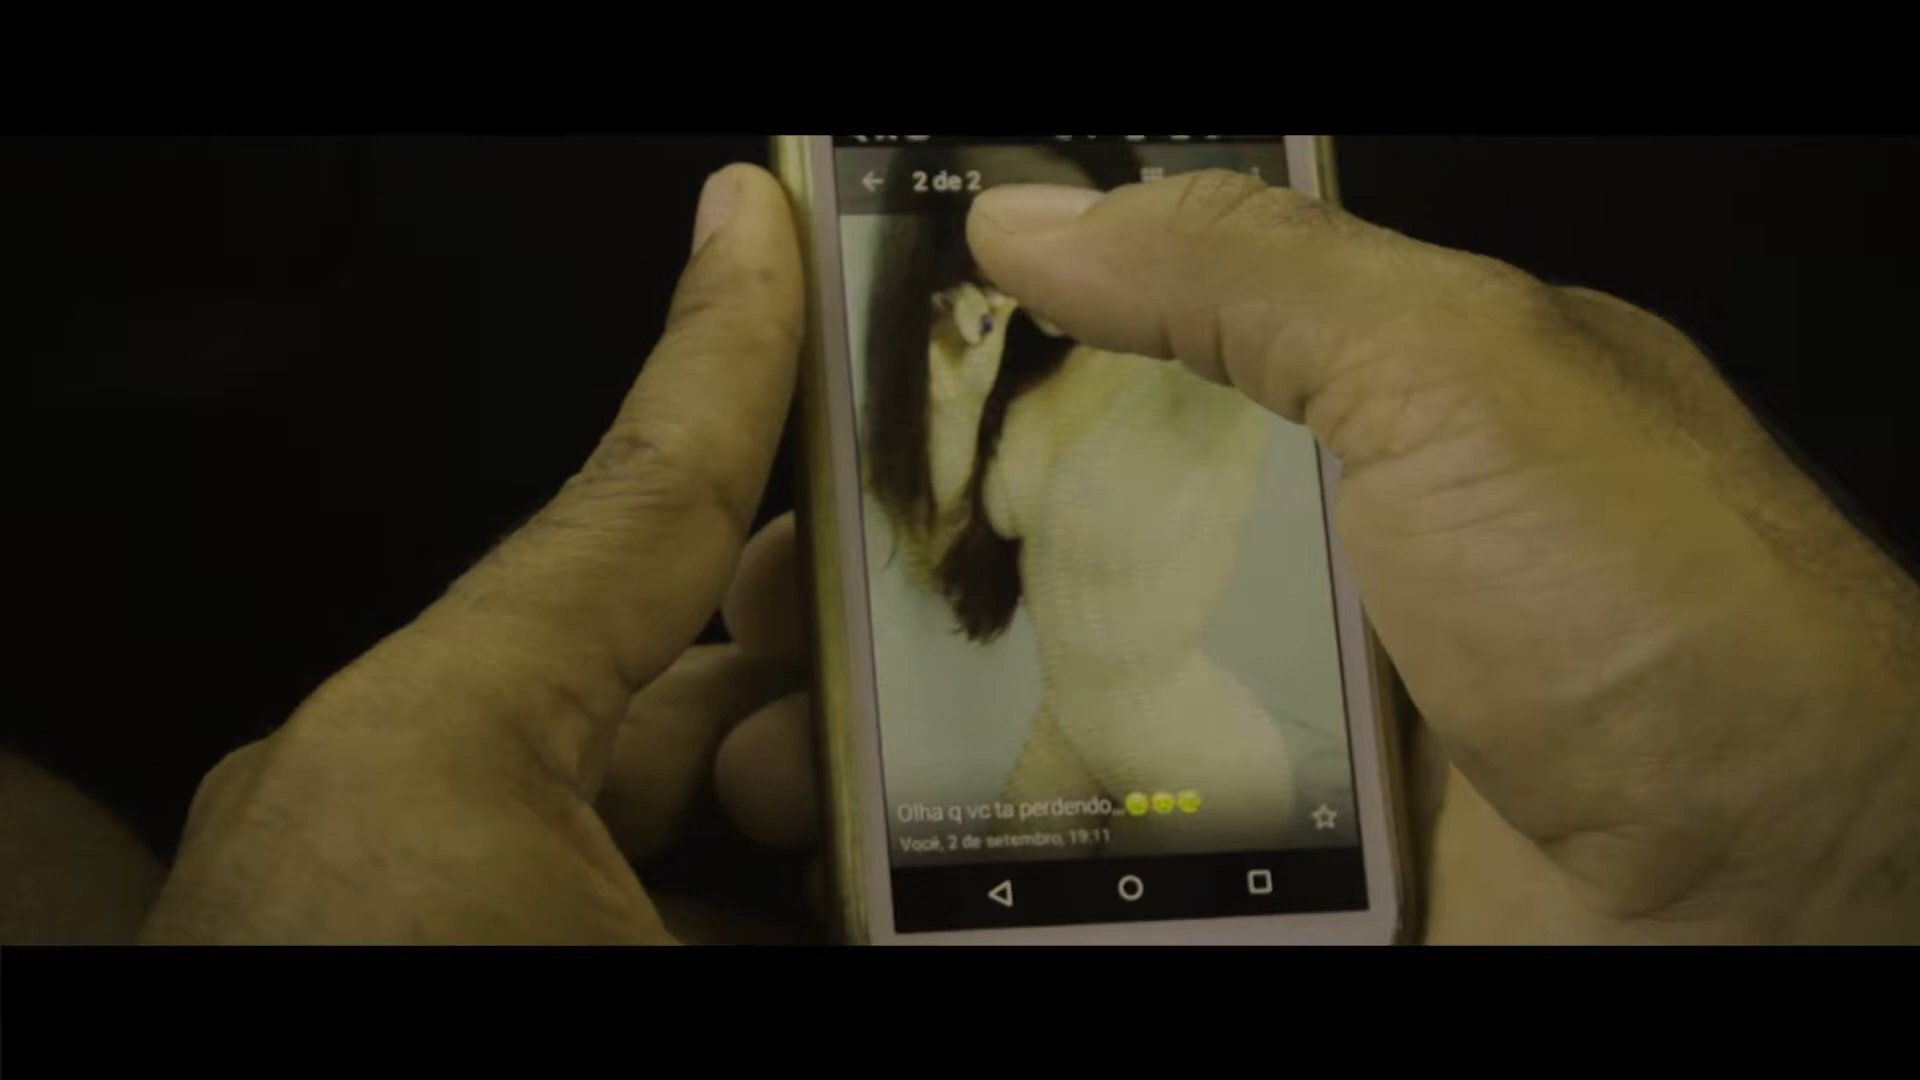 2 de 2
Olha q vc ta perdendo...
Você, 2 de setembro, 19:11